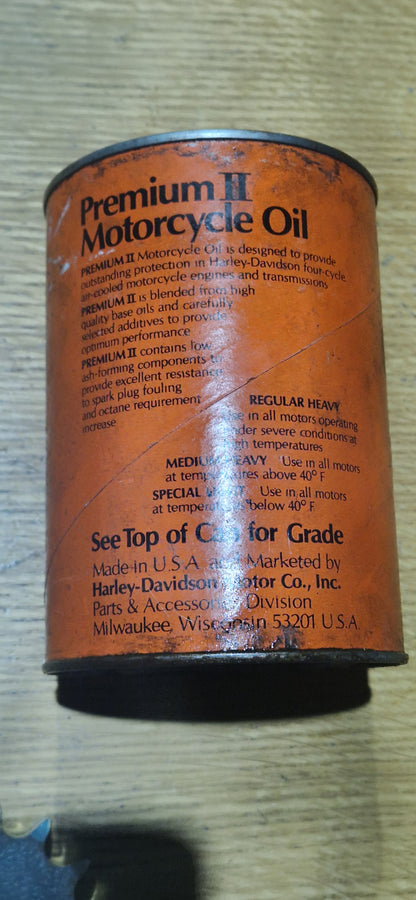 Premium II
Motorcycle Oil
PREMIUM II Motorcycle Oil is designed to provide
outstanding protection in Harley-Davidson four-cycle
air-cooled motorcycle engines and transmissions
PREMIUM II is blended from high
quality base oils and carefully
selected additives to provide
optimum performance
PREMIUM II contains low
ash-forming components to
provide excellent resistance
to spark plug fouling
and octane requirement
increase
REGULAR HEAVY
Use in all motors operating
under severe conditions at
high temperatures
MEDIUM HEAVY Use in all motors
at temperatures above 40° F
SPECIAL Use in all motors
at temperatures below 40° F
See Top of Can for Grade
Made in U S A and Marketed by
Harley-Davidson Motor Co., Inc.
Parts & Accessories Division
Milwaukee, Wisconsin 53201 U.S.A.